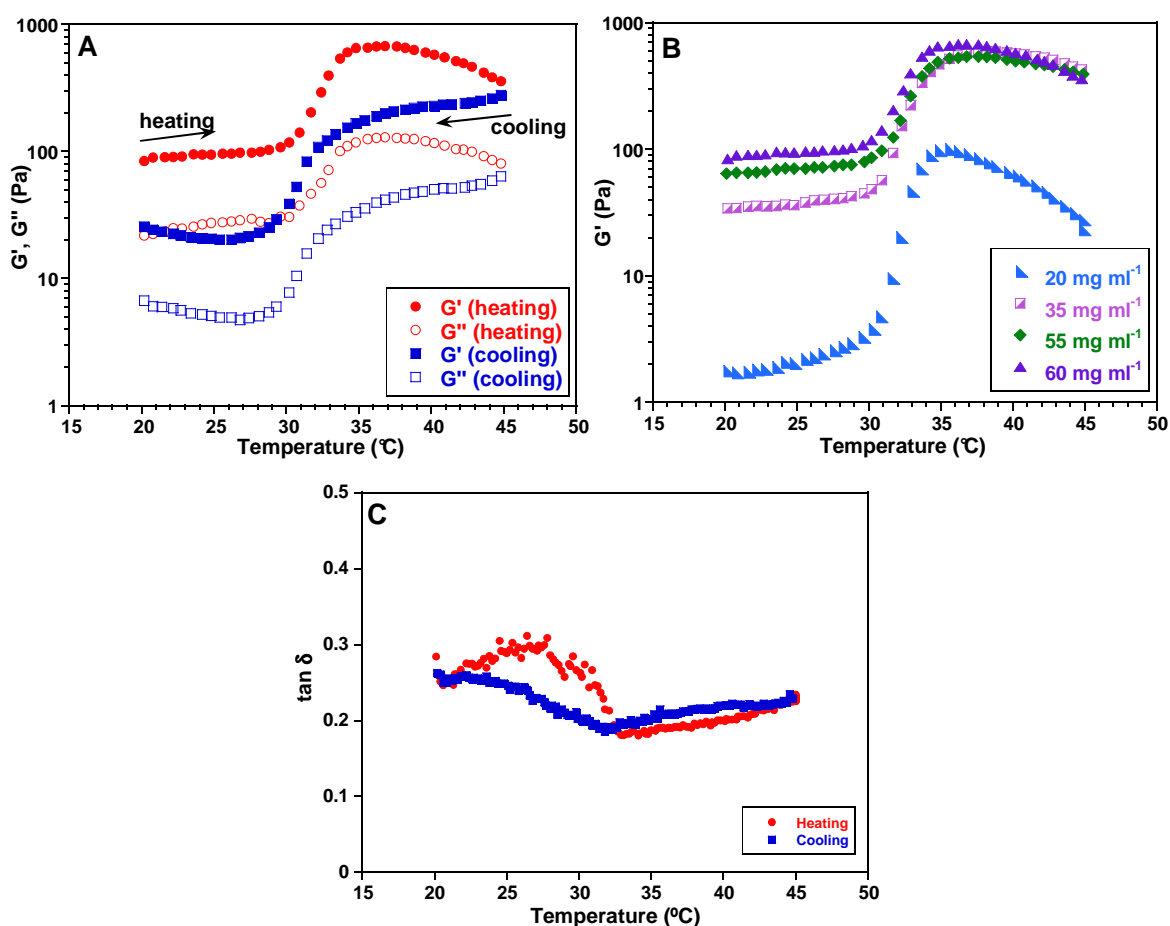 A
G', G'' (Pa)
1000
100
10
1
heating
cooling
G' (heating)
G'' (heating)
G' (cooling)
G'' (cooling)
15 20 25 30 35 40 45 50
Temperature (°C)
B
G' (Pa)
1000
100
10
1
20 mg ml⁻¹
35 mg ml⁻¹
55 mg ml⁻¹
60 mg ml⁻¹
15 20 25 30 35 40 45 50
Temperature (°C)
C
tan δ
0.5
0.4
0.3
0.2
0.1
0
Heating
Cooling
15 20 25 30 35 40 45 50
Temperature (ºC)